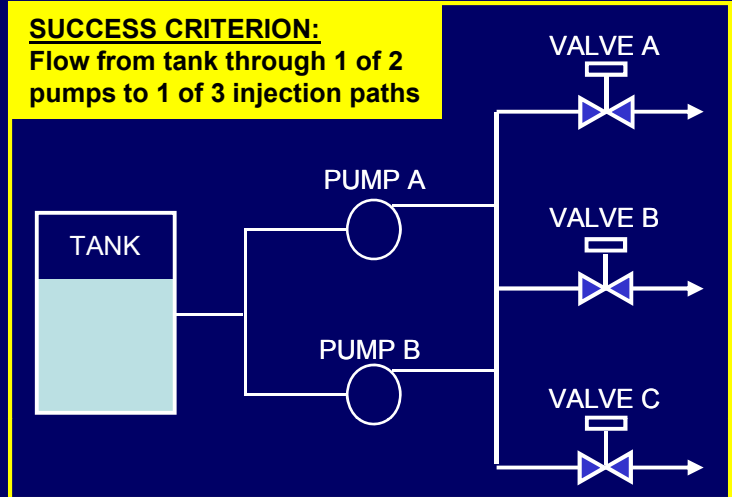 SUCCESS CRITERION:
Flow from tank through 1 of 2
pumps to 1 of 3 injection paths
VALVE A
PUMP A
VALVE B
TANK
PUMP B
VALVE C